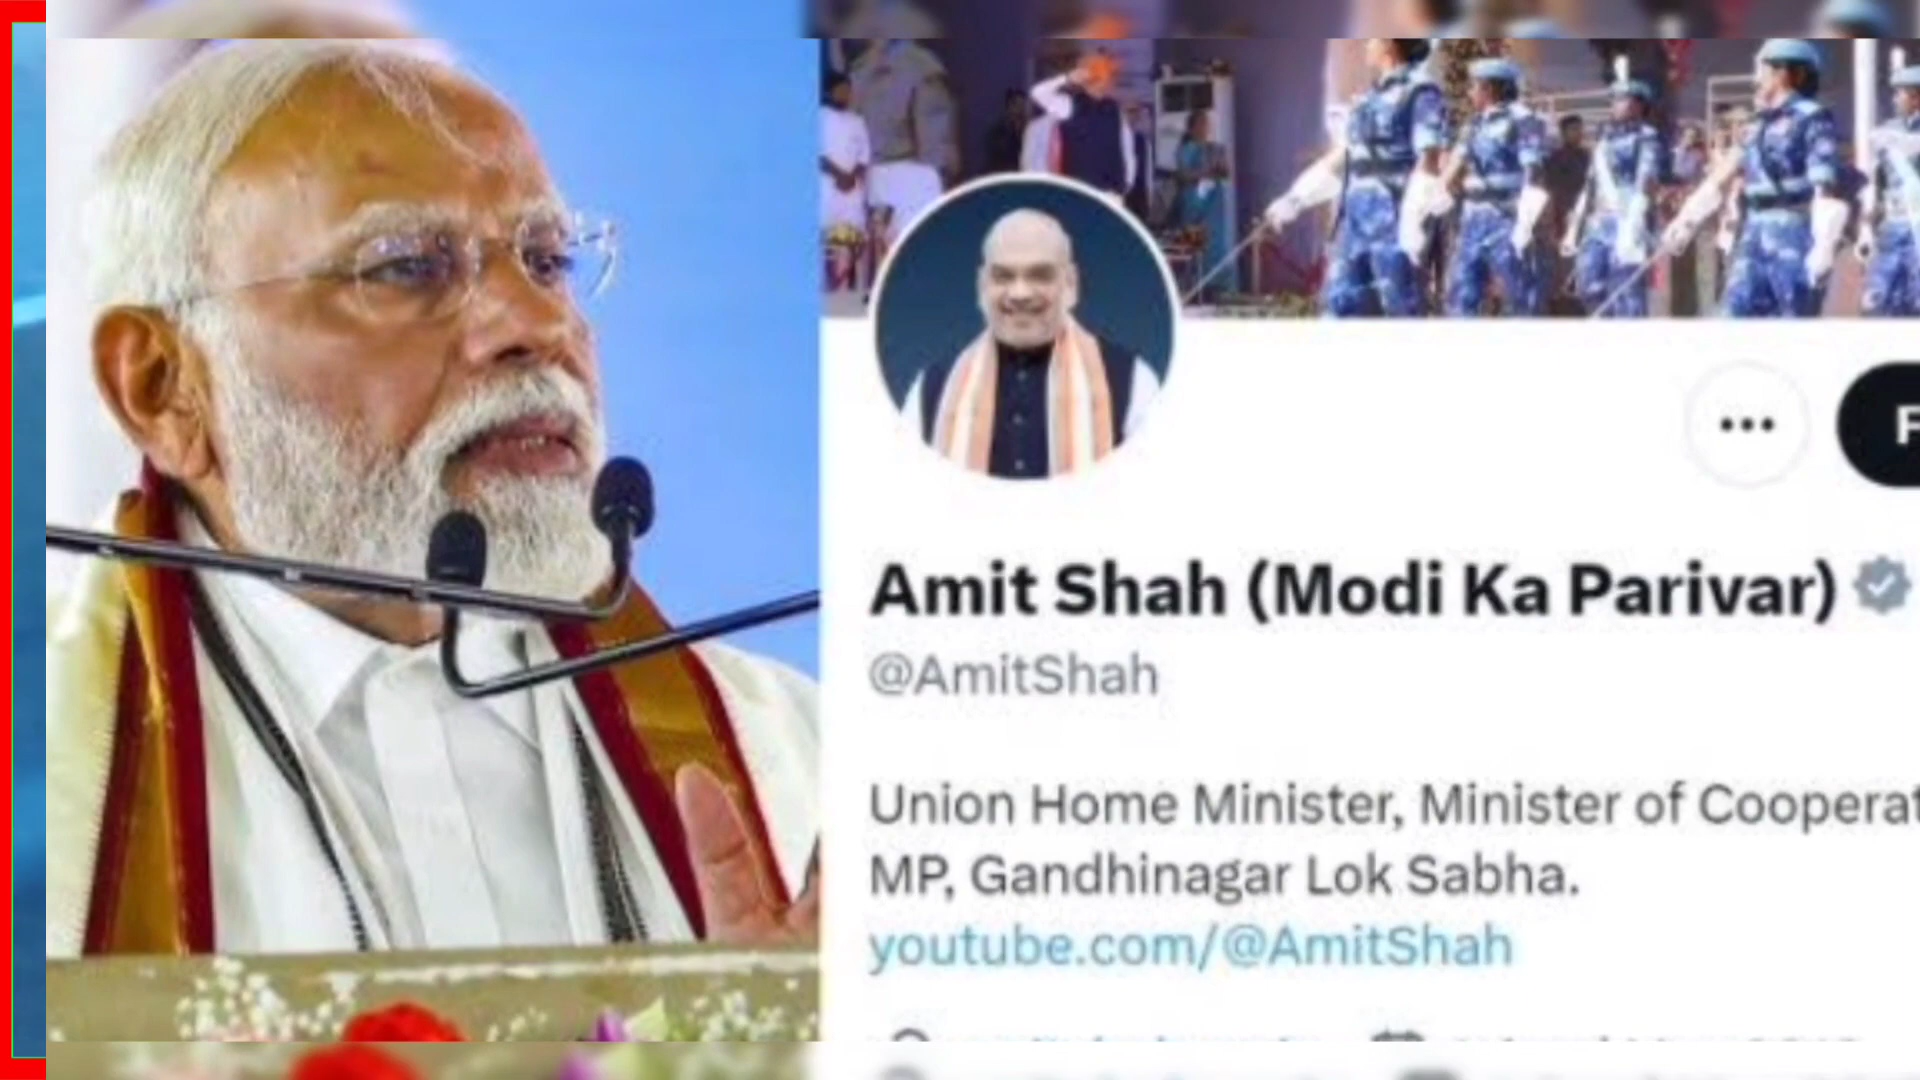 F
Amit Shah (Modi Ka Parivar)
@AmitShah
Union Home Minister, Minister of Cooperat
MP, Gandhinagar Lok Sabha.
youtube.com/@AmitShah